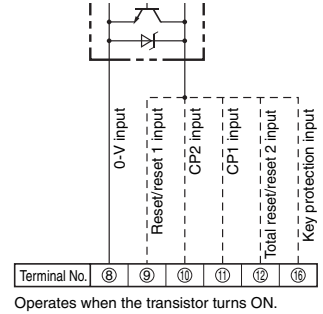 0-V input
Reset/reset 1 input
CP2 input
CP1 input
Total reset/reset 2 input
Key protection input
Terminal No. ⑧ ⑨ ⑩ ⑪ ⑫ ⑯
Operates when the transistor turns ON.